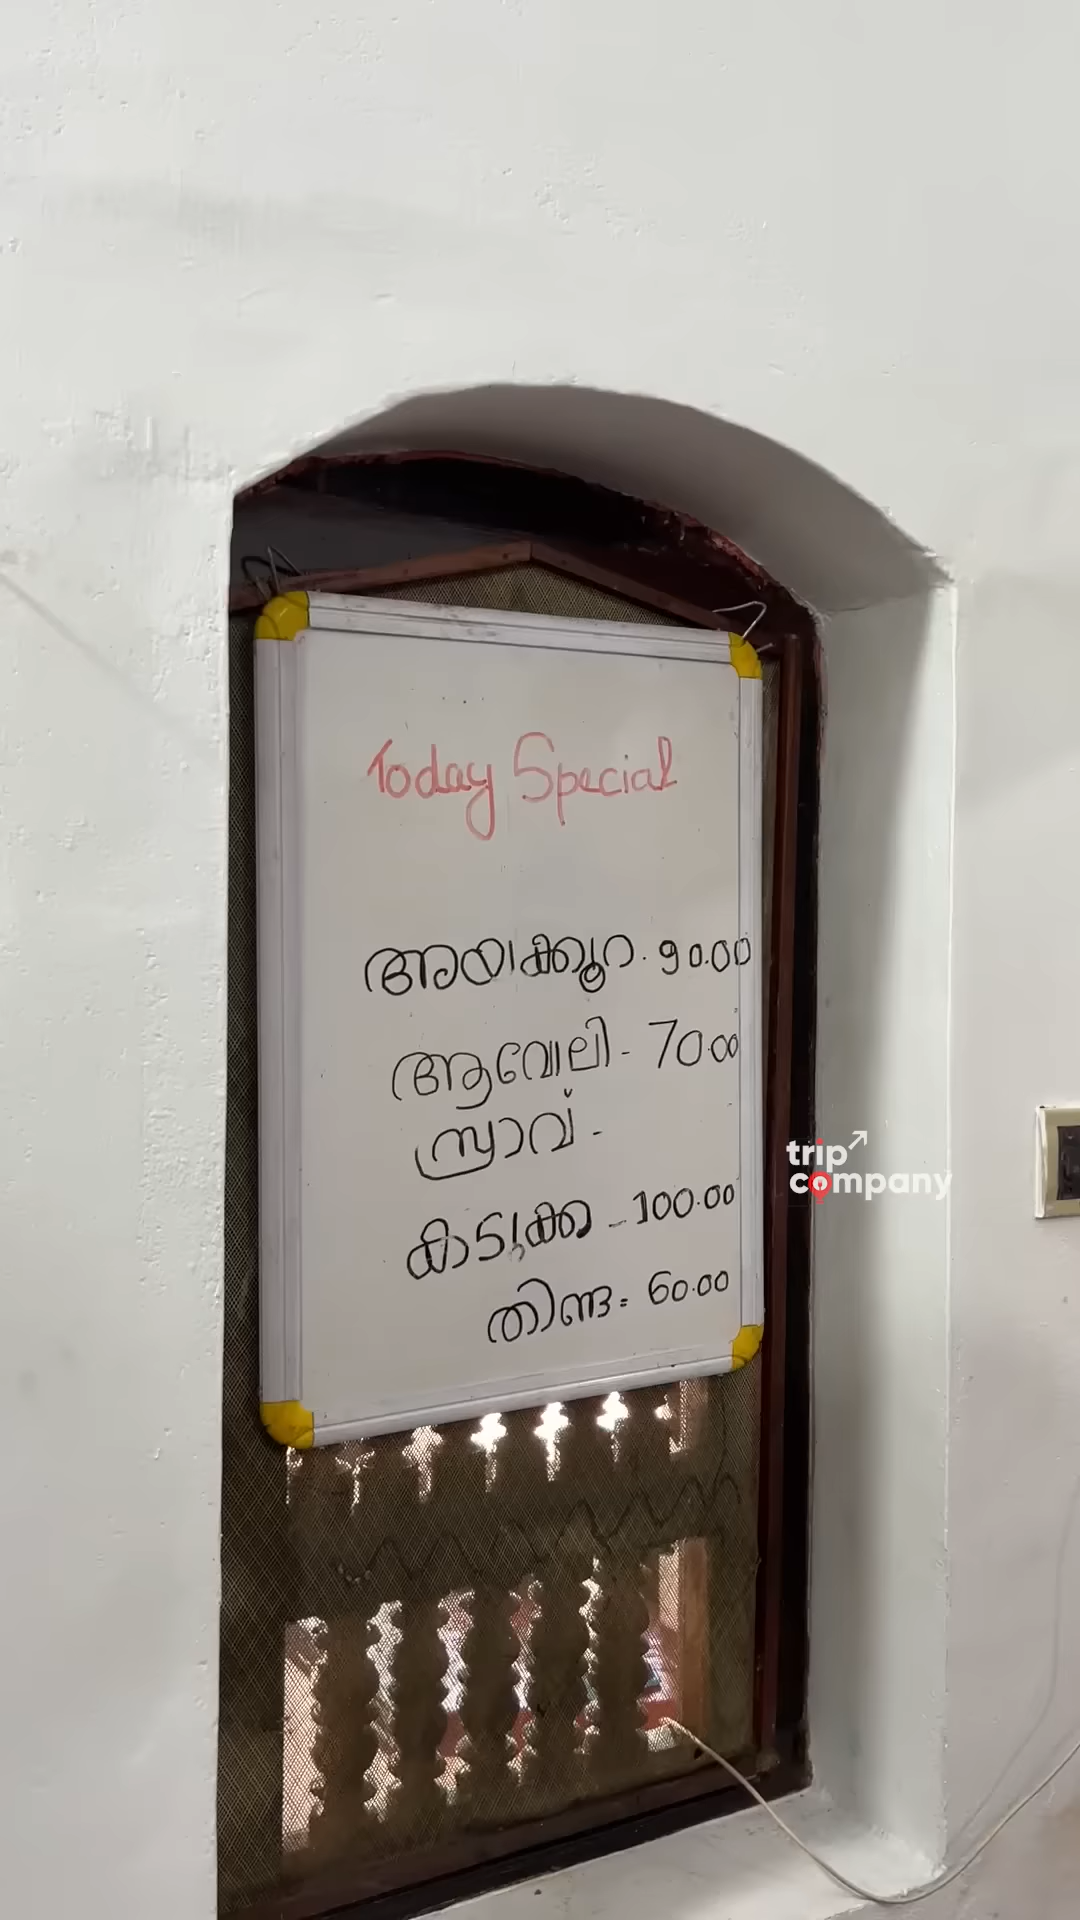 Today Special
അയക്കൂറ. 90.00
ആവോലി - 70.00
സ്രാവ് -
കടുക്ക - 100.00
തിണ്ട = 60.00
trip
company